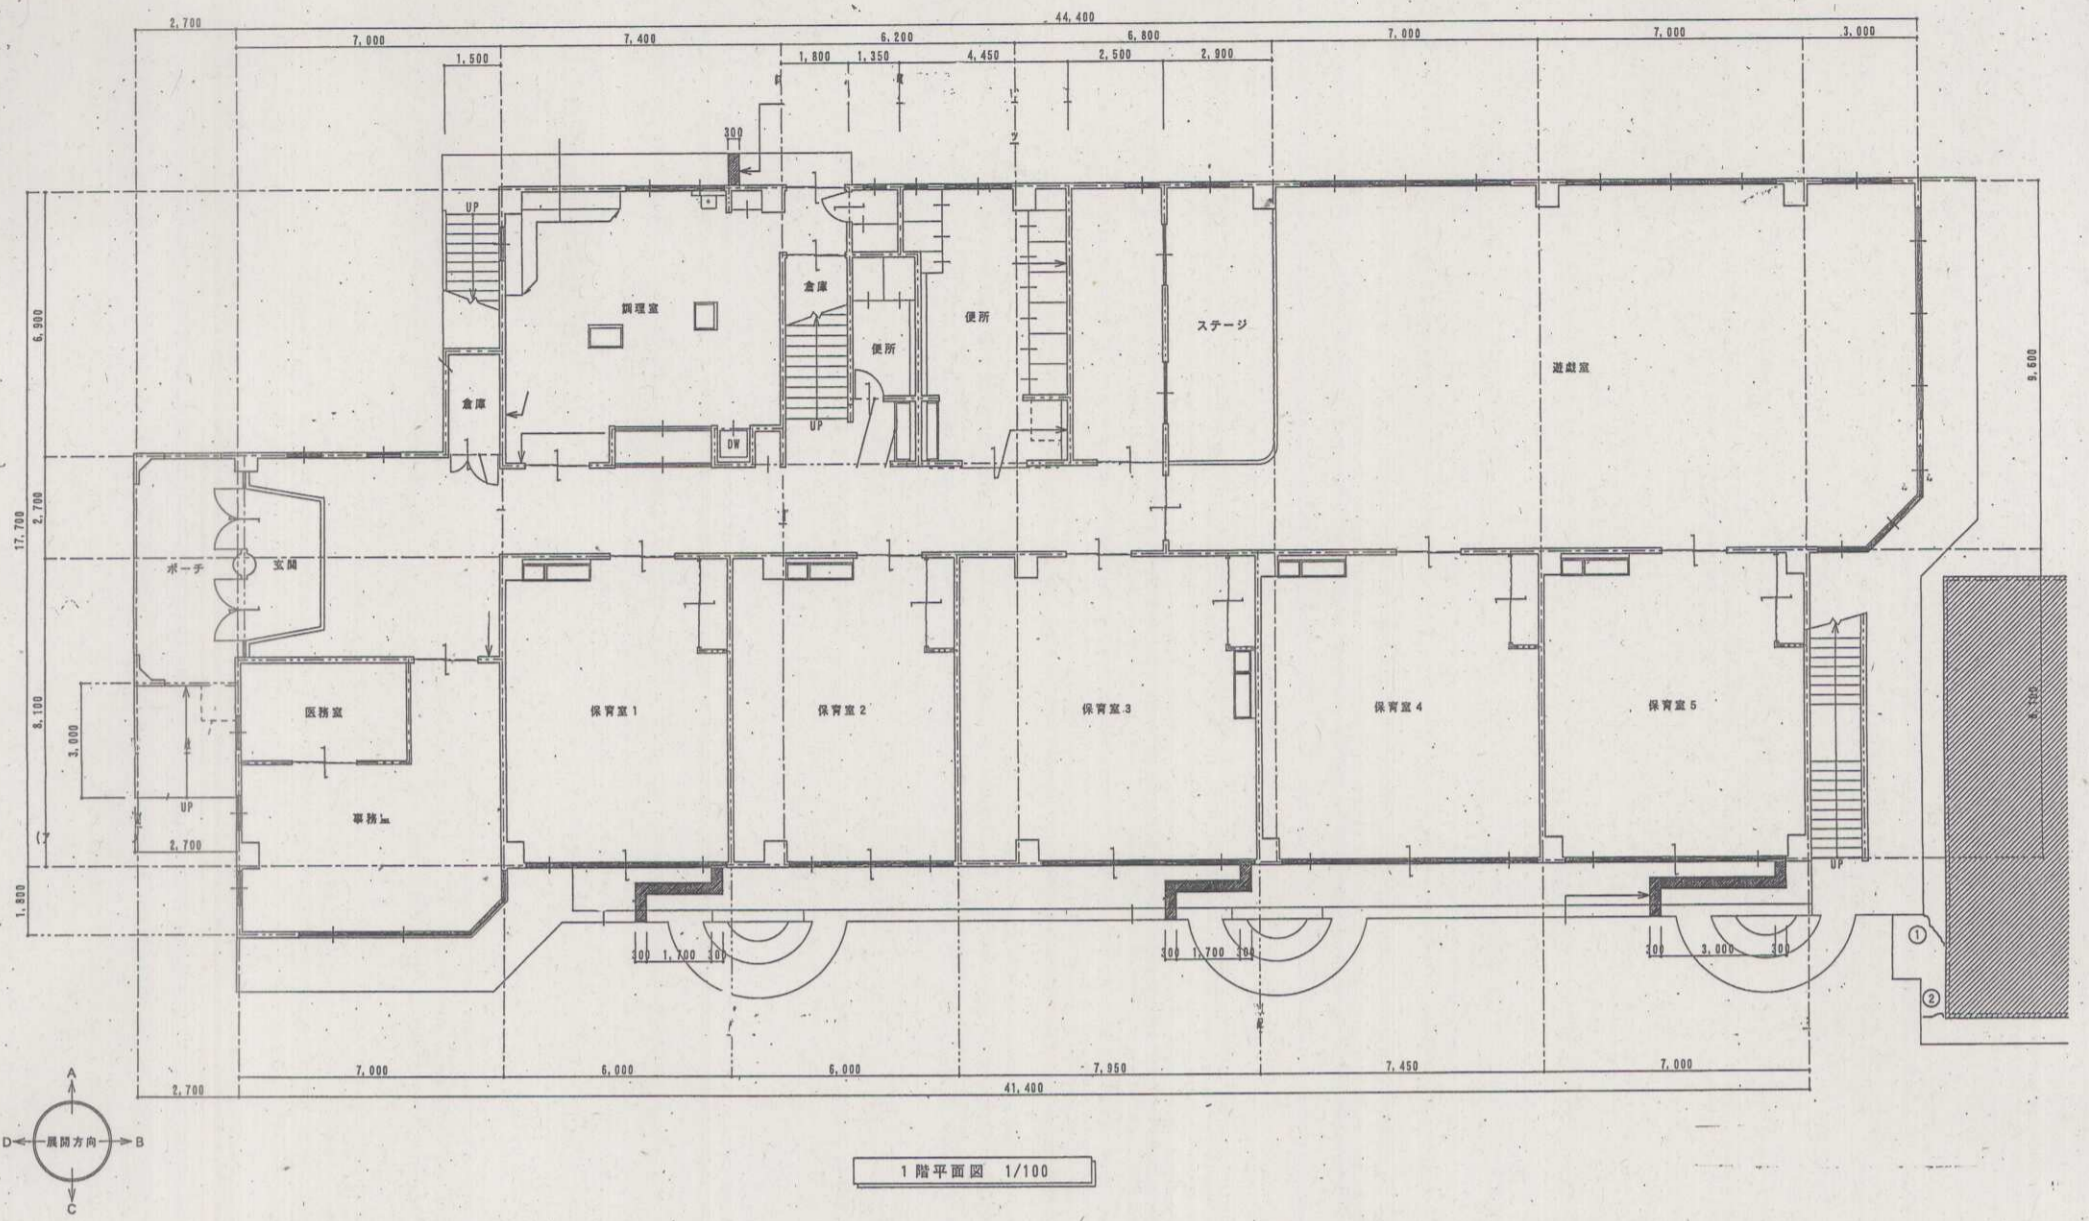 2,700
44,400
7,000
7,400
6,200
6,800
7,000
7,000
3,000
1,500
1,800
1,350
4,450
2,500
2,900
300
UP
調理室
倉庫
便所
便所
ステージ
遊戯室
倉庫
UP
DW
6,900
2,700
17,700
8,100
1,800
9,600
8,100
ポーチ
玄関
医務室
保育室1
保育室2
保育室3
保育室4
保育室5
3,000
UP
2,700
事務
UP
300 1,700 300
300 1,700 300
300 3,000 300
①
②
7,000
6,000
6,000
7,950
7,450
7,000
2,700
41,400
A
D
展開方向
B
C
1階平面図 1/100